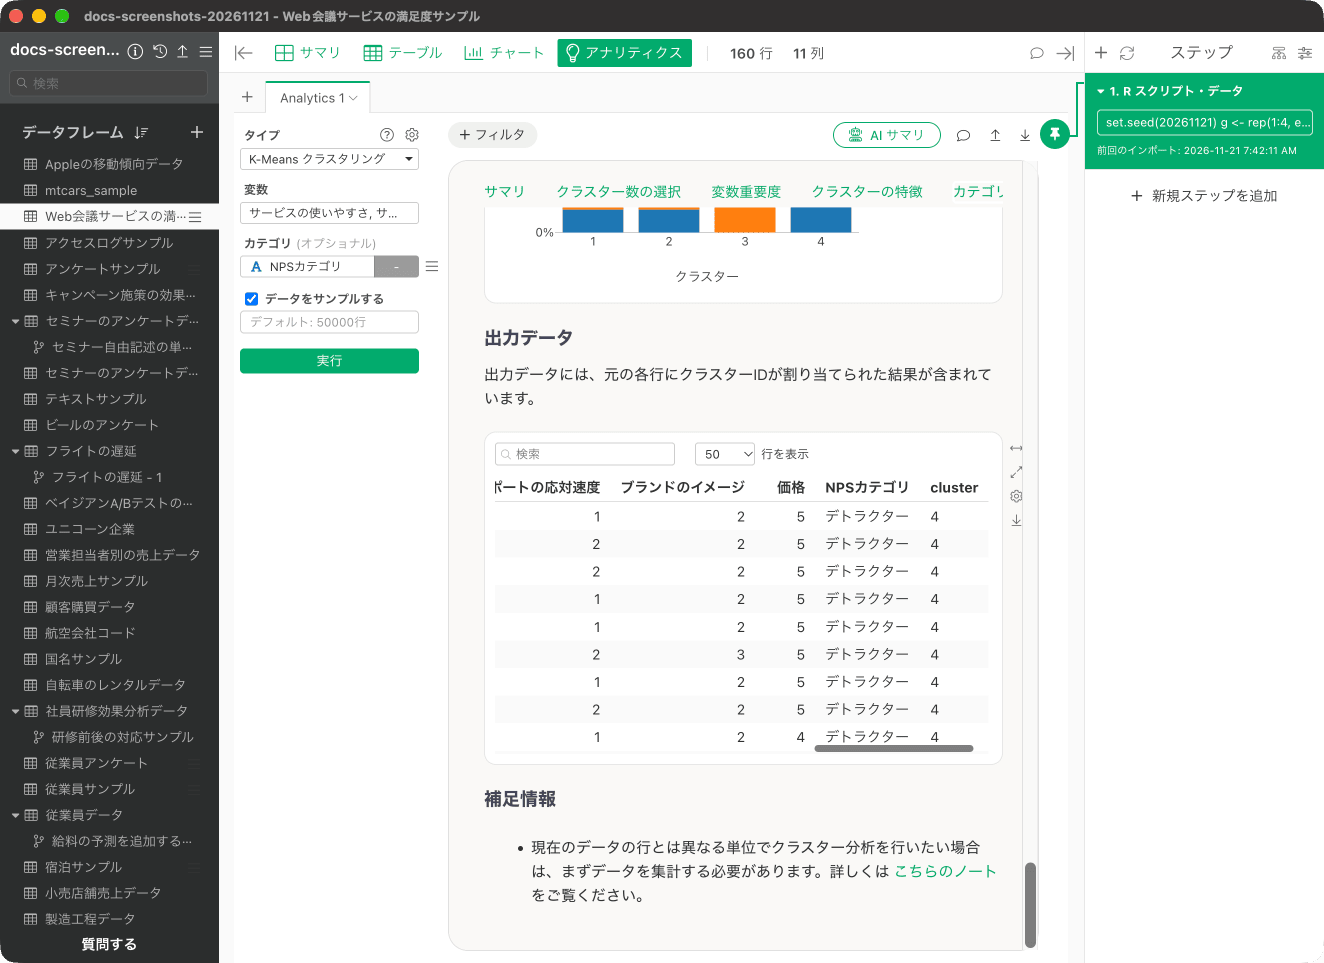 docs-screenshots-20261121 - Web会議サービスの満足度サンプル
docs-screen...
検索
データフレーム
Appleの移動傾向データ
mtcars_sample
Web会議サービスの満…
アクセスログサンプル
アンケートサンプル
キャンペーン施策の効果…
セミナーのアンケートデ…
セミナー自由記述の単…
セミナーのアンケートデ…
テキストサンプル
ビールのアンケート
フライトの遅延
フライトの遅延 - 1
ベイジアンA/Bテストの…
ユニコーン企業
営業担当者別の売上データ
月次売上サンプル
顧客購買データ
航空会社コード
国名サンプル
自転車のレンタルデータ
社員研修効果分析データ
研修前後の対応サンプル
従業員アンケート
従業員サンプル
従業員データ
給料の予測を追加する…
宿泊サンプル
小売店舗売上データ
製造工程データ
質問する
サマリ
テーブル
チャート
アナリティクス
160 行
11 列
Analytics 1
タイプ
K-Means クラスタリング
変数
サービスの使いやすさ, サ...
カテゴリ (オプショナル)
A NPSカテゴリ -
データをサンプルする
デフォルト: 50000行
実行
+ フィルタ
AI サマリ
サマリ クラスター数の選択 変数重要度 クラスターの特徴 カテゴリ
0%
1 2 3 4
クラスター
出力データ
出力データには、元の各行にクラスターIDが割り当てられた結果が含まれて
います。
検索 50 行を表示
ポートの応対速度 ブランドのイメージ 価格 NPSカテゴリ cluster
1 2 5 デトラクター 4
2 2 5 デトラクター 4
2 2 5 デトラクター 4
1 2 5 デトラクター 4
1 2 5 デトラクター 4
2 3 5 デトラクター 4
1 2 5 デトラクター 4
2 2 5 デトラクター 4
1 2 4 デトラクター 4
補足情報
• 現在のデータの行とは異なる単位でクラスター分析を行いたい場合
は、まずデータを集計する必要があります。詳しくは こちらのノート
をご覧ください。
ステップ
1. R スクリプト・データ
set.seed(20261121) g <- rep(1:4, e...
前回のインポート: 2026-11-21 7:42:11 AM
+ 新規ステップを追加